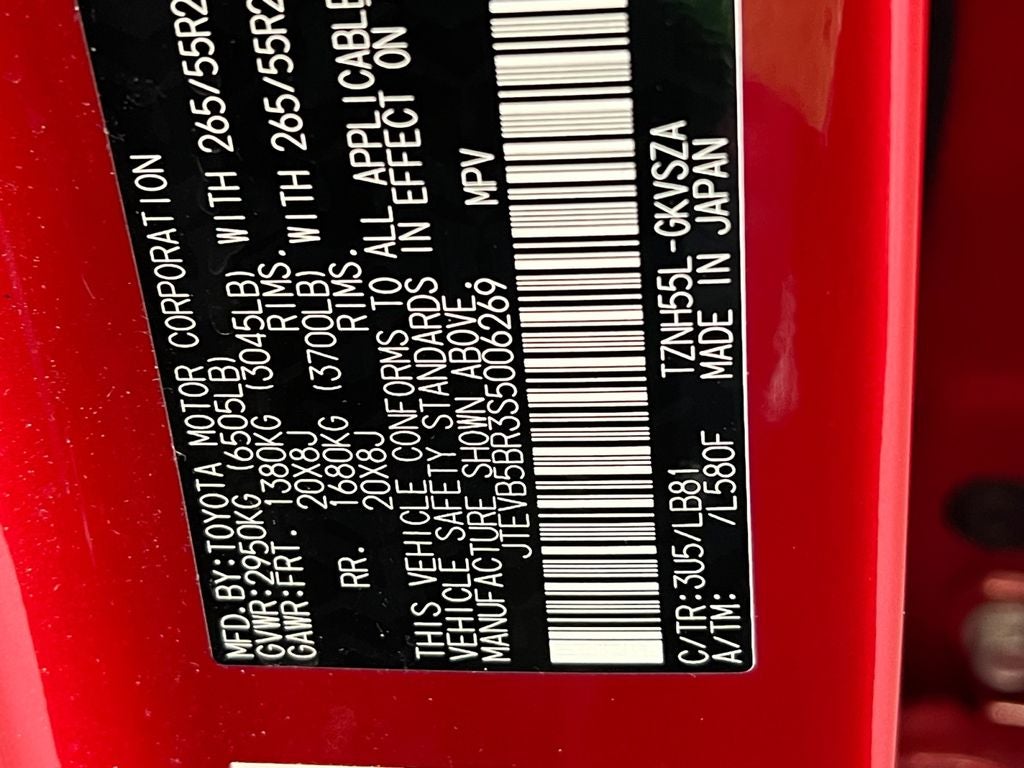 MFD.BY:TOYOTA MOTOR CORPORATION
GVWR:2950KG (6505LB)
GAWR:FRT. 1380KG (3045LB) WITH 265/55R2
20X8J RIMS.
RR. 1680KG (3700LB) WITH 265/55R2
20X8J RIMS.
THIS VEHICLE CONFORMS TO ALL APPLICABLE
VEHICLE SAFETY STANDARDS IN EFFECT ON
MANUFACTURE SHOWN ABOVE.
JTEVB5BR3S5006269 MPV
C/TR:3U5/LB81 TZNH55L-GKVSZA
A/TM: /L580F MADE IN JAPAN